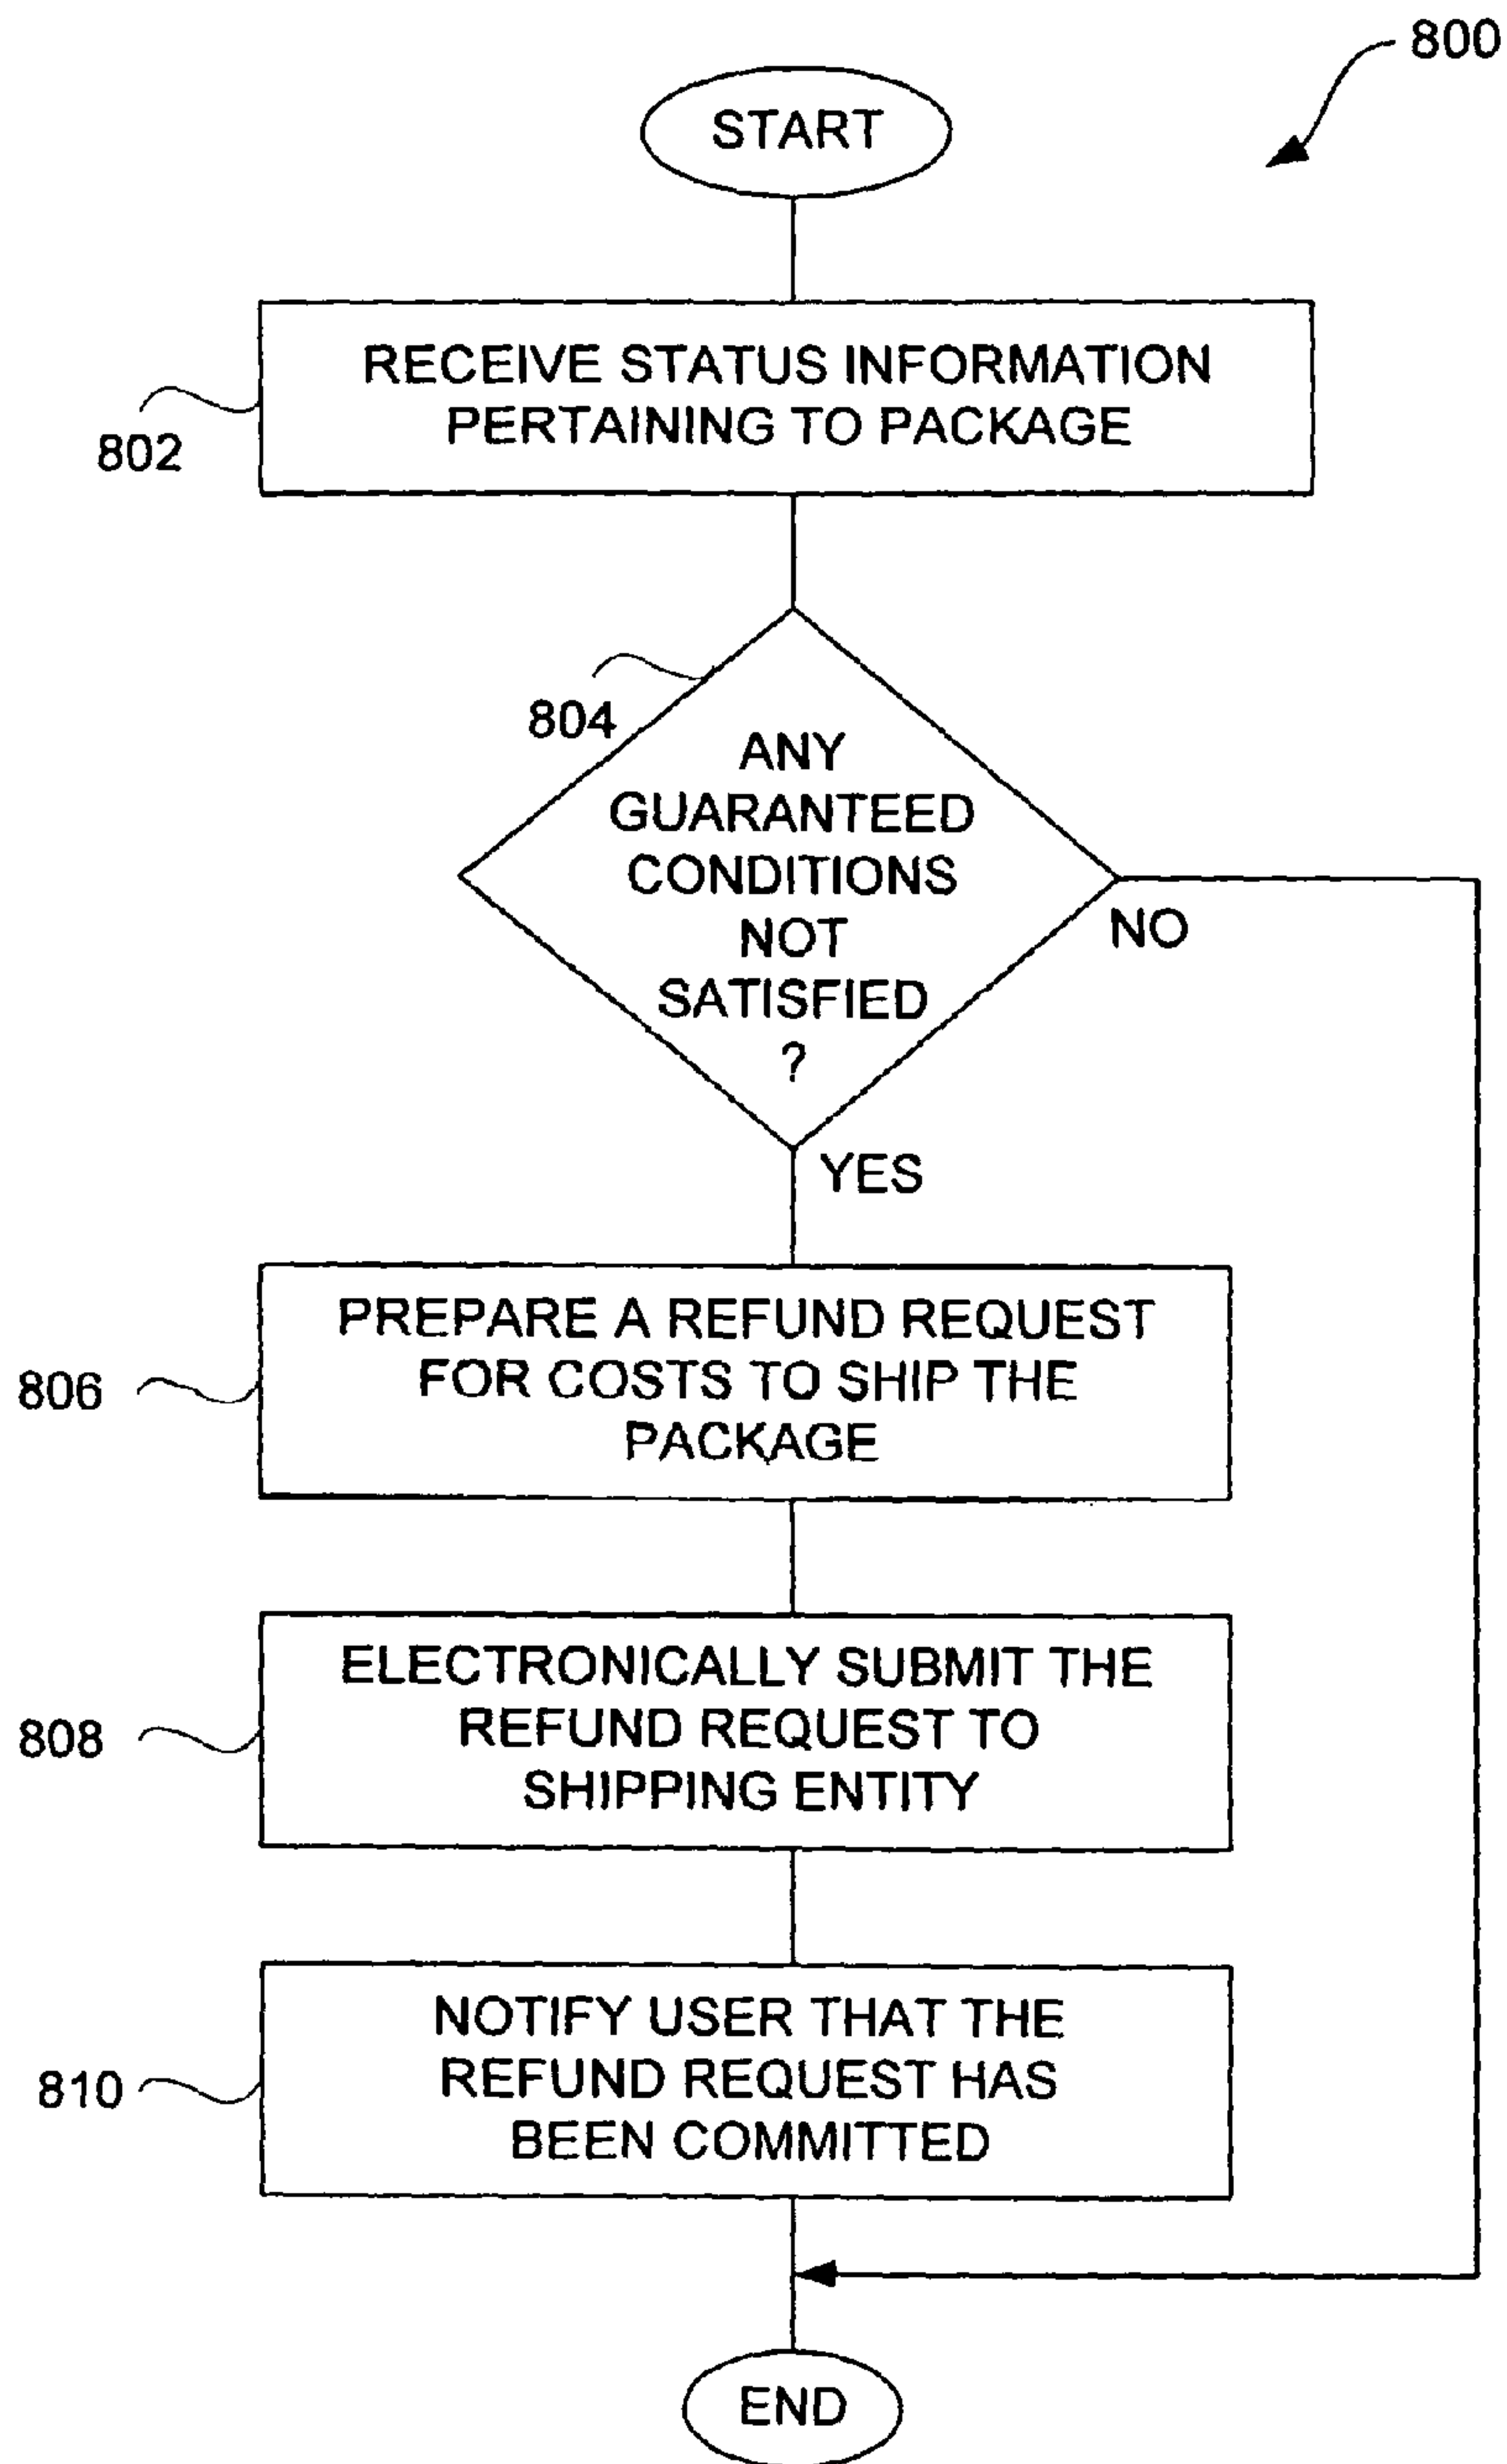 800
START
RECEIVE STATUS INFORMATION
PERTAINING TO PACKAGE
802
804
ANY
GUARANTEED
CONDITIONS
NOT
SATISFIED
?
NO
YES
PREPARE A REFUND REQUEST
FOR COSTS TO SHIP THE
PACKAGE
806
ELECTRONICALLY SUBMIT THE
REFUND REQUEST TO
SHIPPING ENTITY
808
NOTIFY USER THAT THE
REFUND REQUEST HAS
BEEN COMMITTED
810
END